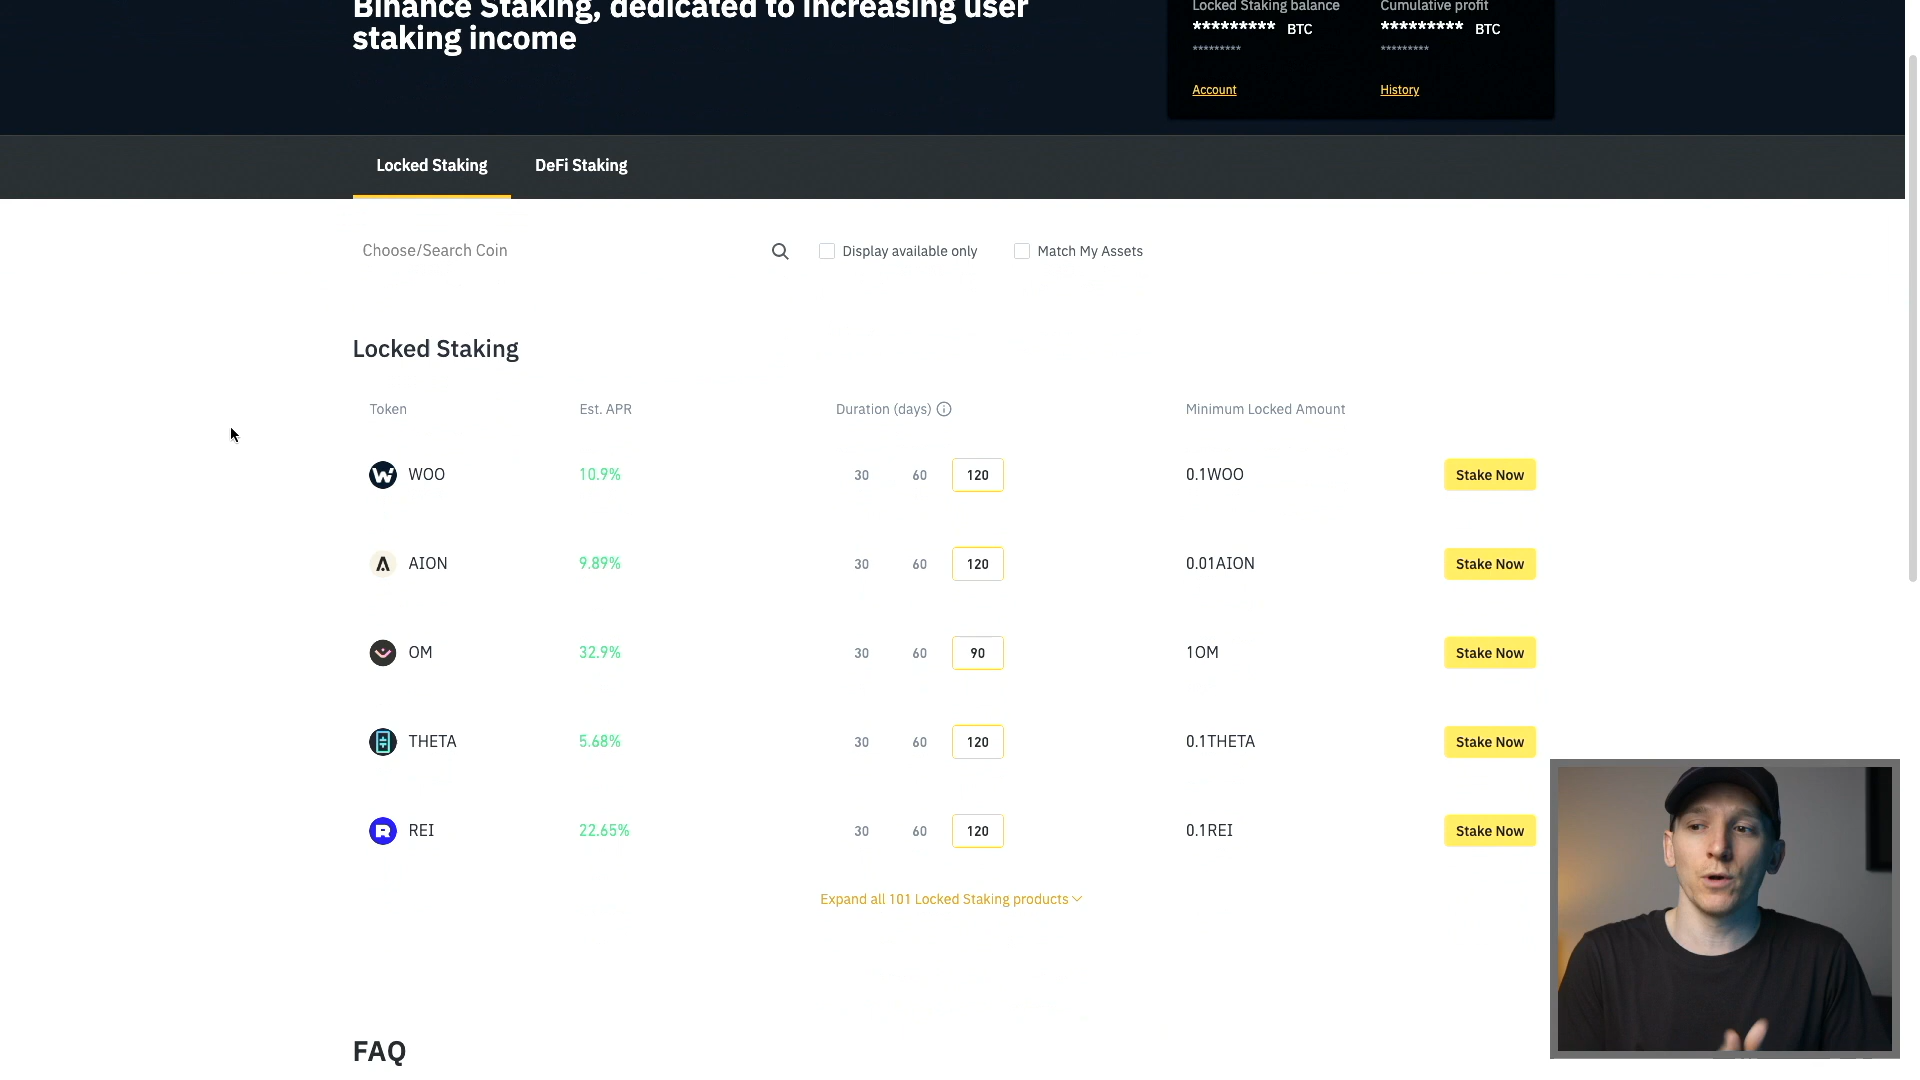 Binance Staking, dedicated to increasing user
staking income
Locked Staking balance
********* BTC
*********
Account
Cumulative profit
********* BTC
*********
History
Locked Staking
DeFi Staking
Choose/Search Coin
Display available only
Match My Assets
Locked Staking
Token Est. APR Duration (days) Minimum Locked Amount
WOO 10.9% 30 60 120 0.1WOO Stake Now
AION 9.89% 30 60 120 0.01AION Stake Now
OM 32.9% 30 60 90 1OM Stake Now
THETA 5.68% 30 60 120 0.1THETA Stake Now
REI 22.65% 30 60 120 0.1REI Stake Now
Expand all 101 Locked Staking products
FAQ